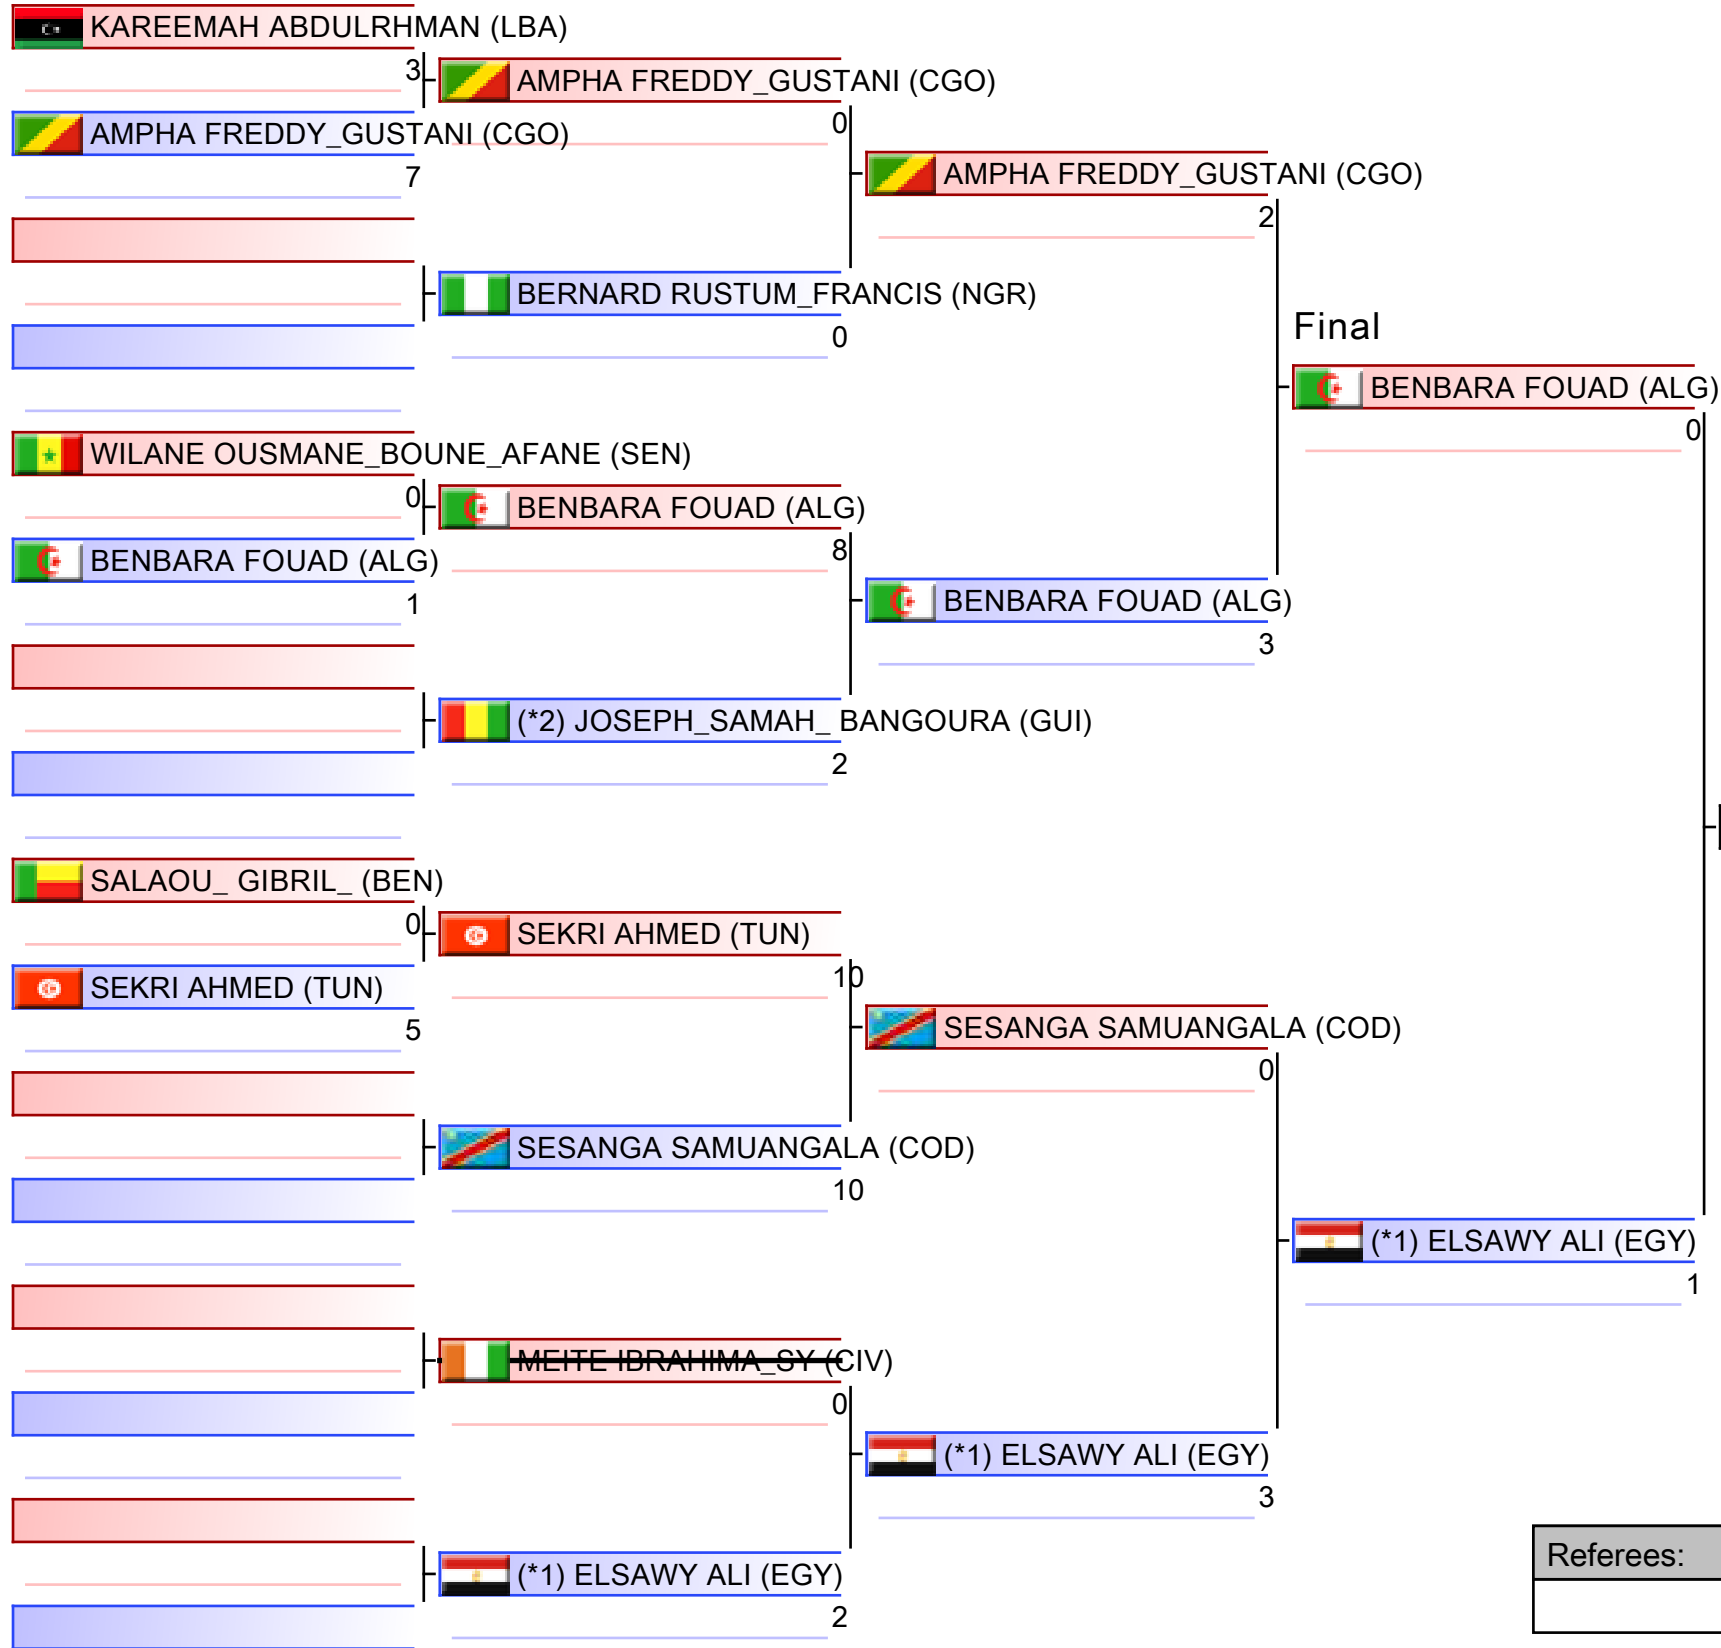 KAREEMAH ABDULRHMAN (LBA)
3
AMPHA FREDDY_GUSTANI (CGO)
7
AMPHA FREDDY_GUSTANI (CGO)
0
BERNARD RUSTUM_FRANCIS (NGR)
0
AMPHA FREDDY_GUSTANI (CGO)
2
WILANE OUSMANE_BOUNE_AFANE (SEN)
0
BENBARA FOUAD (ALG)
1
BENBARA FOUAD (ALG)
8
(*2) JOSEPH_SAMAH_ BANGOURA (GUI)
2
BENBARA FOUAD (ALG)
3
Final
BENBARA FOUAD (ALG)
0
SALAOU_ GIBRIL_ (BEN)
0
SEKRI AHMED (TUN)
5
SEKRI AHMED (TUN)
10
SESANGA SAMUANGALA (COD)
10
SESANGA SAMUANGALA (COD)
0
MEITE IBRAHIMA_SY (CIV)
0
(*1) ELSAWY ALI (EGY)
2
(*1) ELSAWY ALI (EGY)
3
(*1) ELSAWY ALI (EGY)
1
Referees: